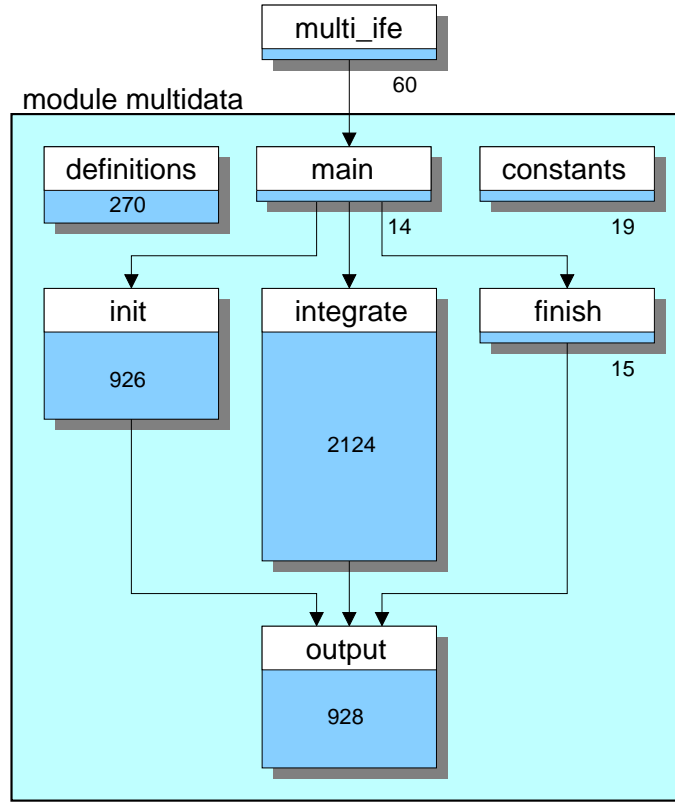 multi_ife
60
module multidata
definitions
270
main
14
constants
19
init
926
integrate
2124
finish
15
output
928